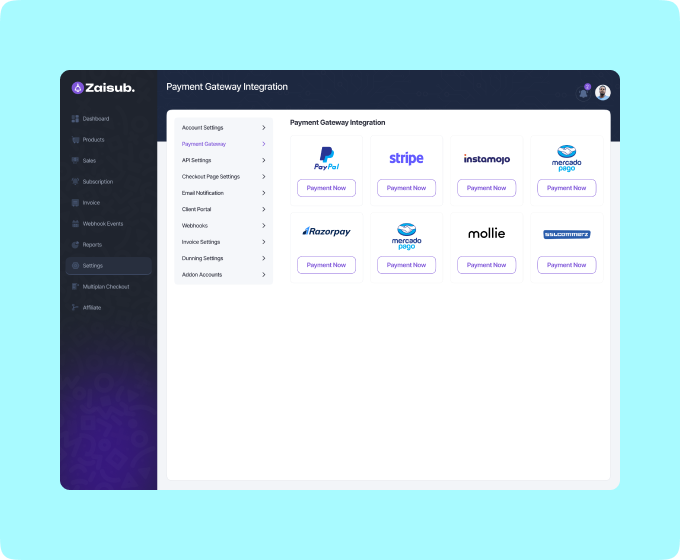 Zaisub.
Payment Gateway Integration
Dashboard
Products
Sales
Subscription
Invoice
Webhook Events
Reports
Settings
Multiplan Checkout
Affiliate
Account Settings
Payment Gateway
API Settings
Checkout Page Settings
Email Notification
Client Portal
Webhooks
Invoice Settings
Dunning Settings
Addon Accounts
Payment Gateway Integration
PayPal
Payment Now
stripe
Payment Now
instamojo
Payment Now
mercado
pago
Payment Now
Razorpay
Payment Now
mercado
pago
Payment Now
mollie
Payment Now
SSLCOMMERZ
Payment Now